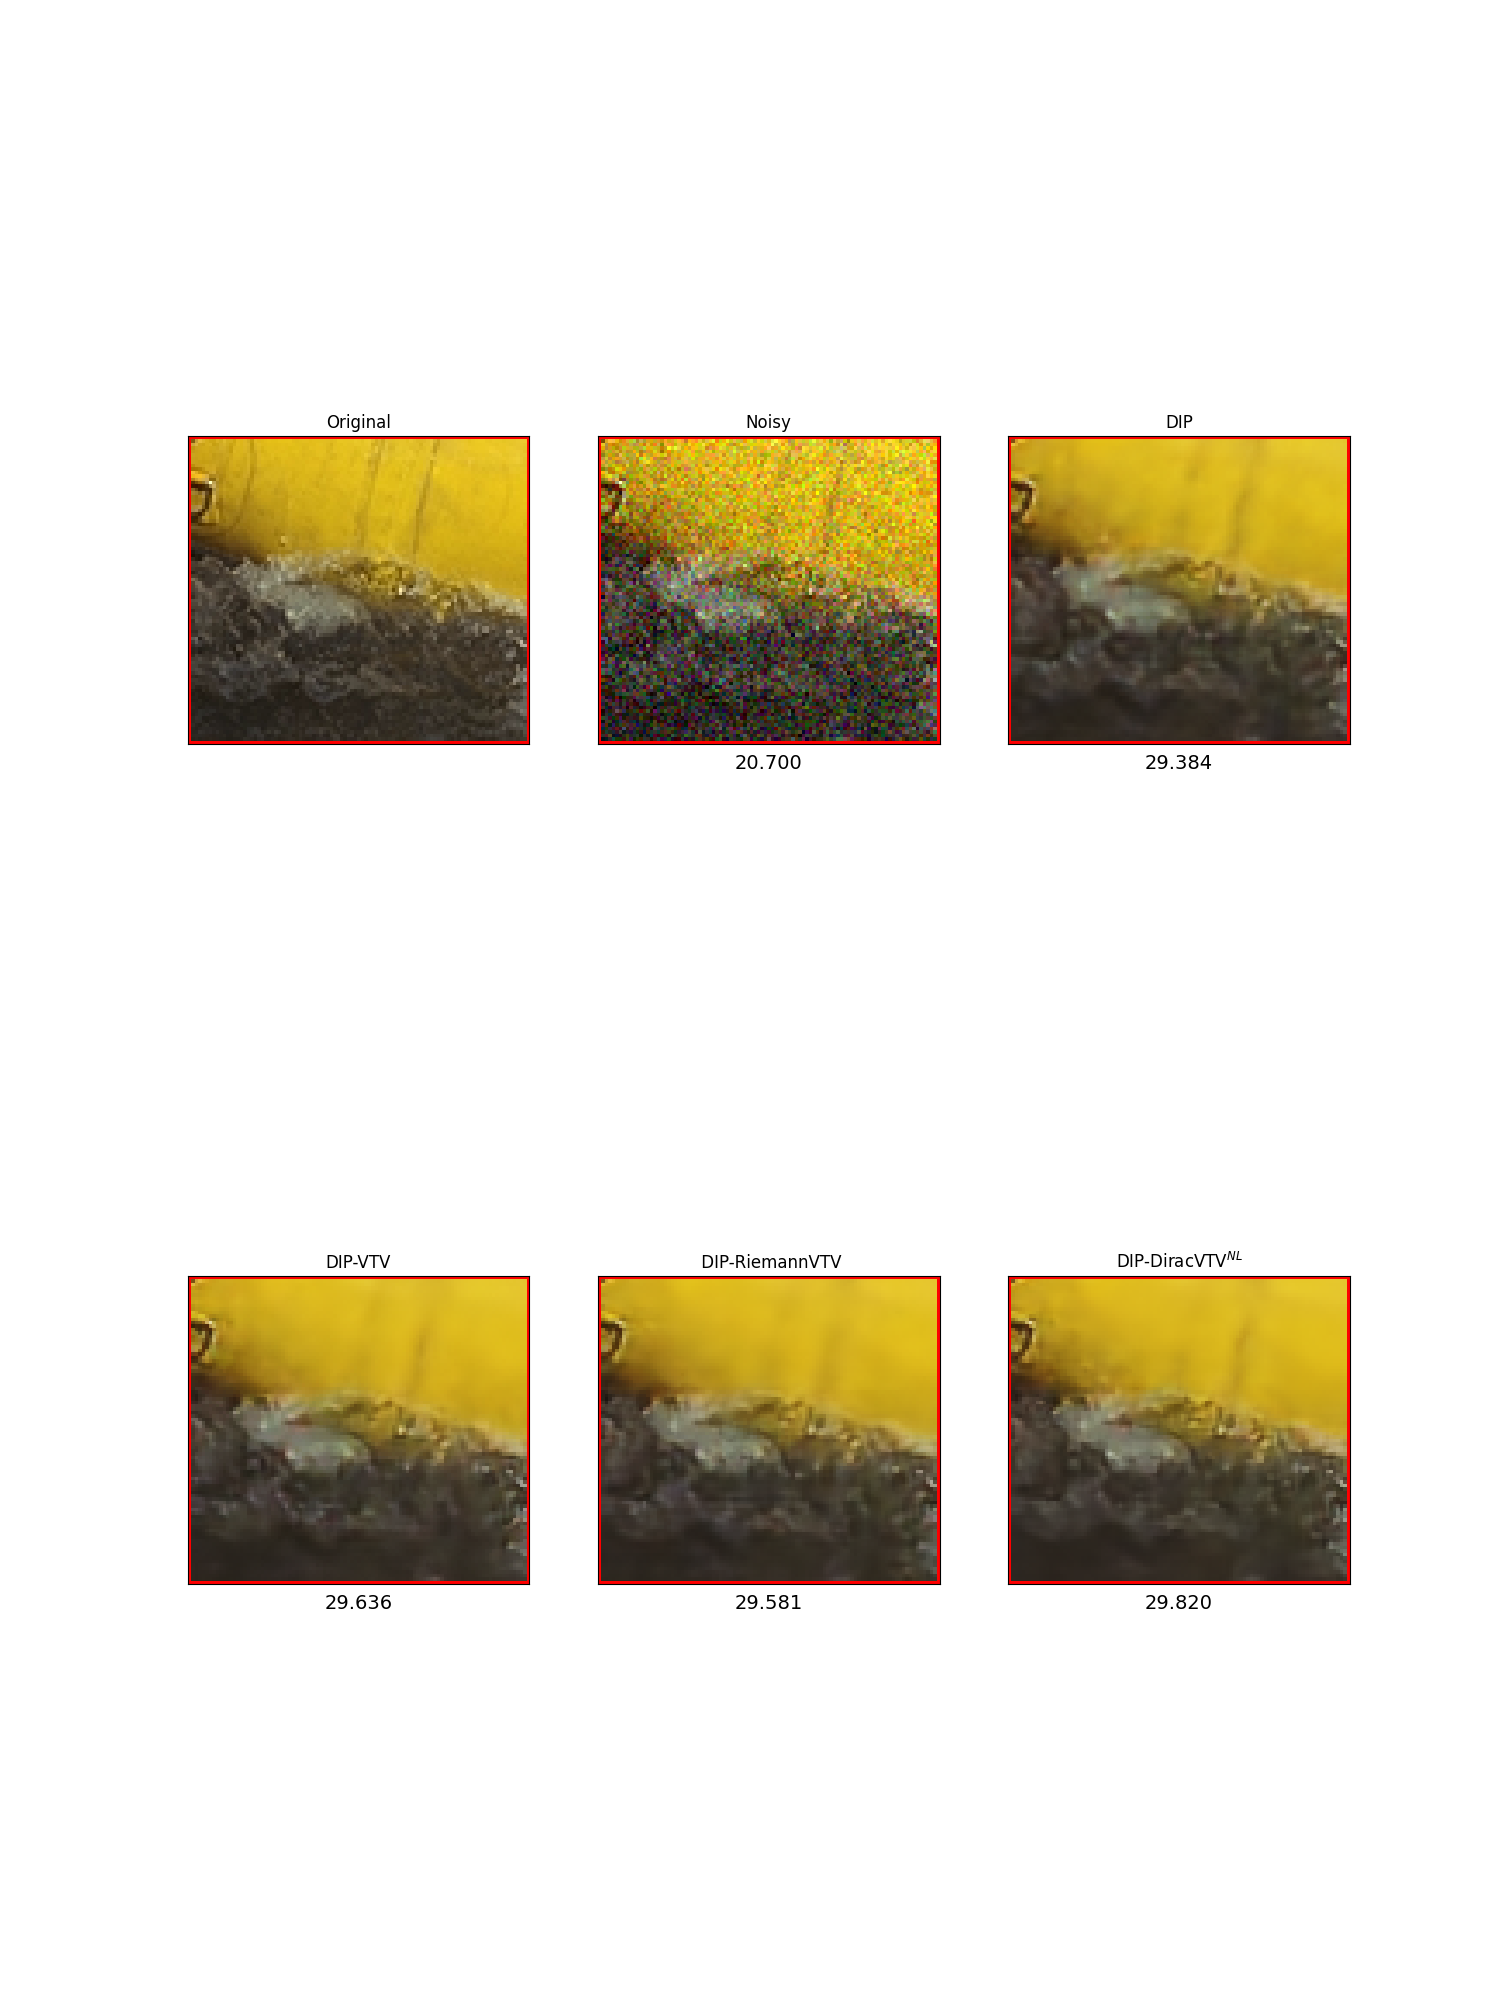 Original
Noisy
DIP
20.700
29.384
DIP-VTV
DIP-RiemannVTV
DIP-DiracVTV^NL
29.636
29.581
29.820